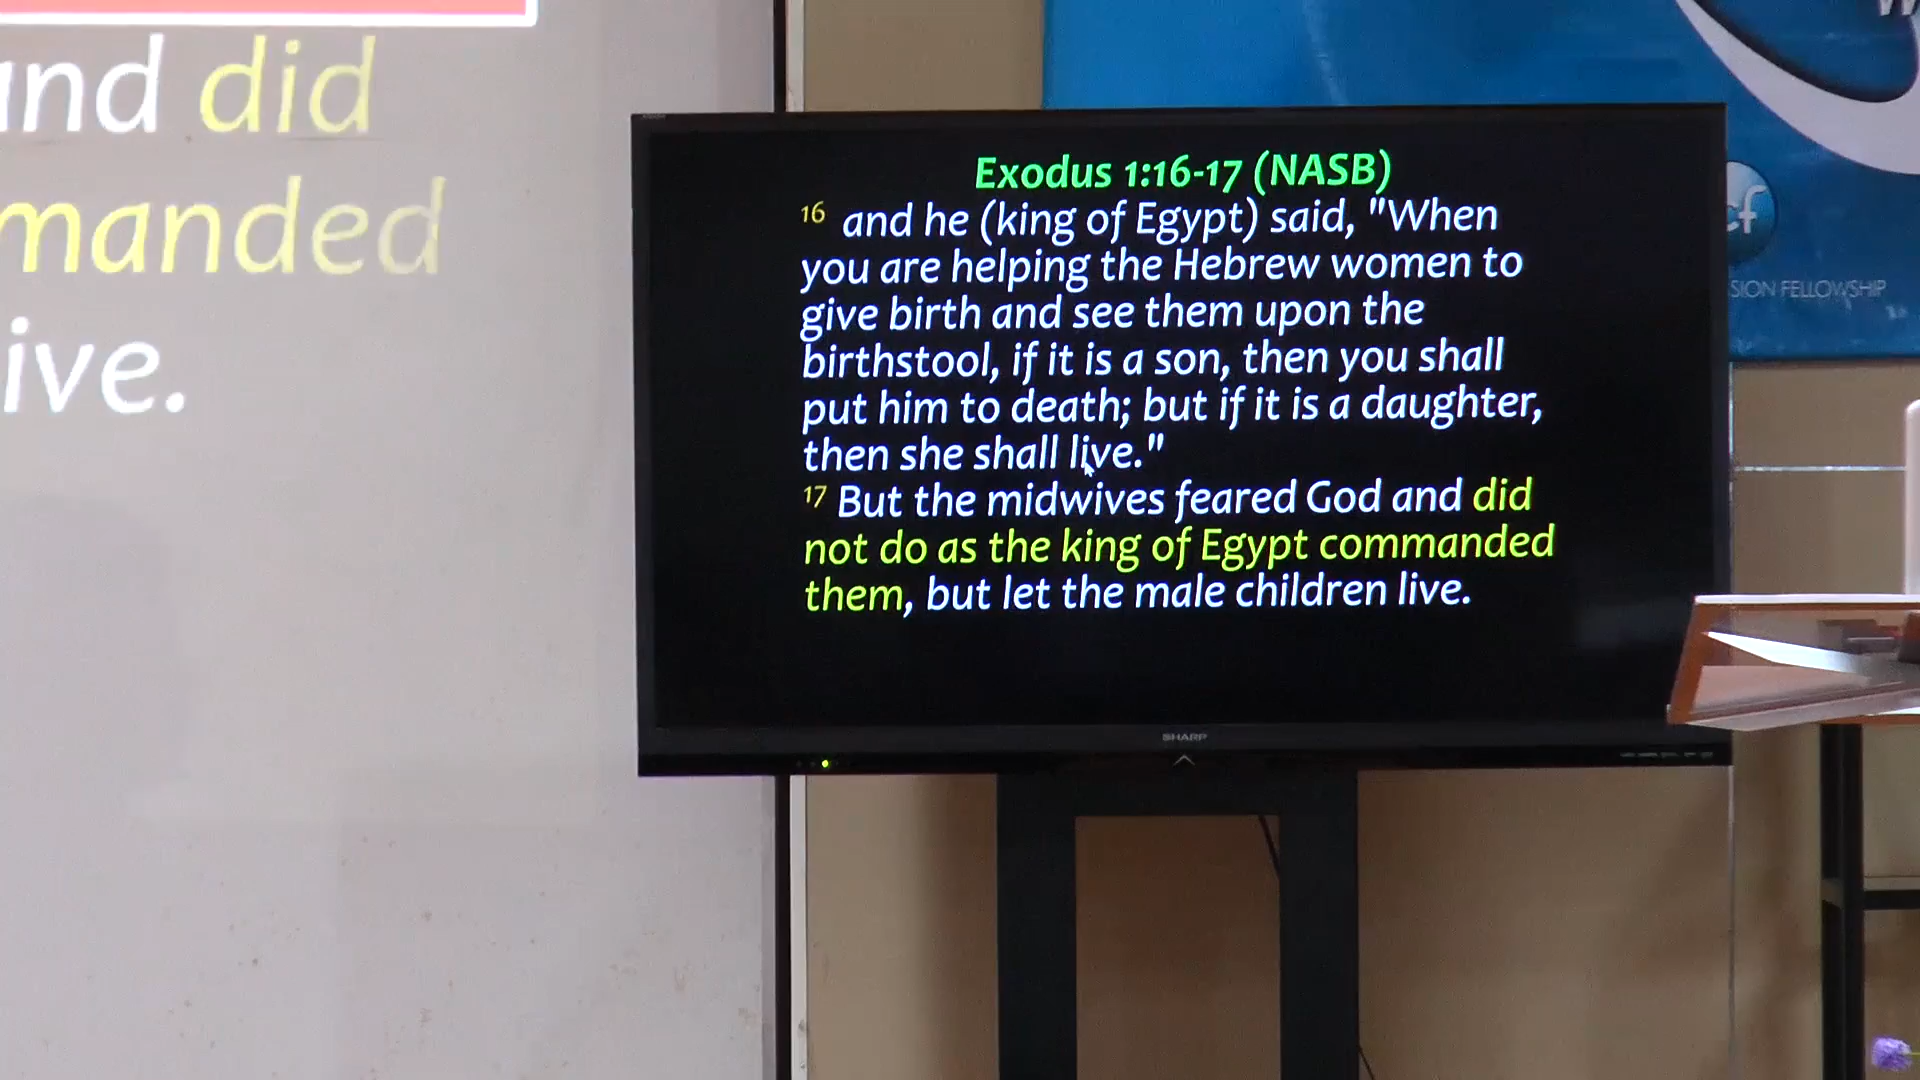 and did
manded
ive.
Exodus 1:16-17 (NASB)
16 and he (king of Egypt) said, "When
you are helping the Hebrew women to
give birth and see them upon the
birthstool, if it is a son, then you shall
put him to death; but if it is a daughter,
then she shall live."
17 But the midwives feared God and did
not do as the king of Egypt commanded
them, but let the male children live.
SHARP
cf
SION FELLOWSHIP